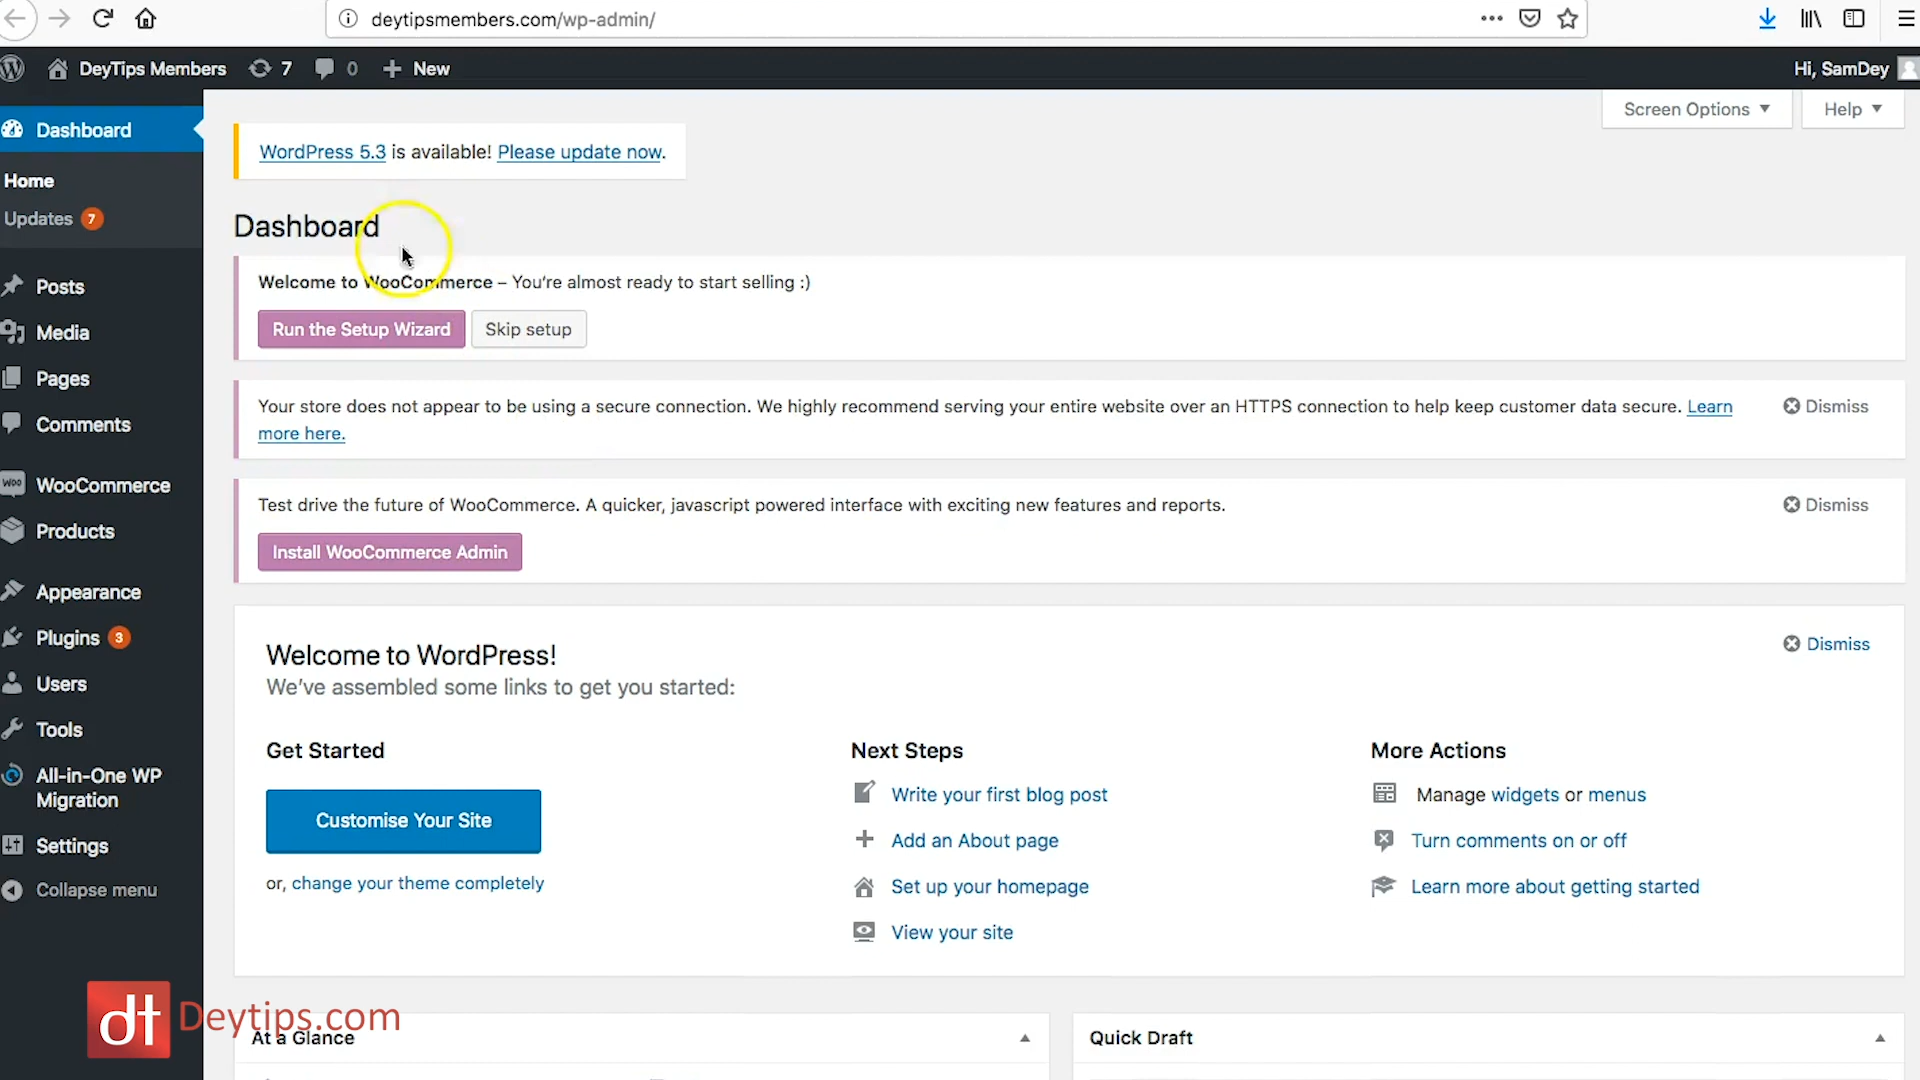 deytipsmembers.com/wp-admin/
DeyTips Members 7 0 + New
Hi, SamDey
Screen Options Help
Dashboard
Home
Updates 7
Posts
Media
Pages
Comments
WooCommerce
Products
Appearance
Plugins 3
Users
Tools
All-in-One WP
Migration
Settings
Collapse menu
WordPress 5.3 is available! Please update now.
Dashboard
Welcome to WooCommerce – You're almost ready to start selling :)
Run the Setup Wizard Skip setup
Your store does not appear to be using a secure connection. We highly recommend serving your entire website over an HTTPS connection to help keep customer data secure. Learn
more here.
Dismiss
Test drive the future of WooCommerce. A quicker, javascript powered interface with exciting new features and reports.
Dismiss
Install WooCommerce Admin
Welcome to WordPress!
Dismiss
We've assembled some links to get you started:
Get Started
Customise Your Site
or, change your theme completely
Next Steps
Write your first blog post
Add an About page
Set up your homepage
View your site
More Actions
Manage widgets or menus
Turn comments on or off
Learn more about getting started
dt Deytips.com
At a Glance
Quick Draft